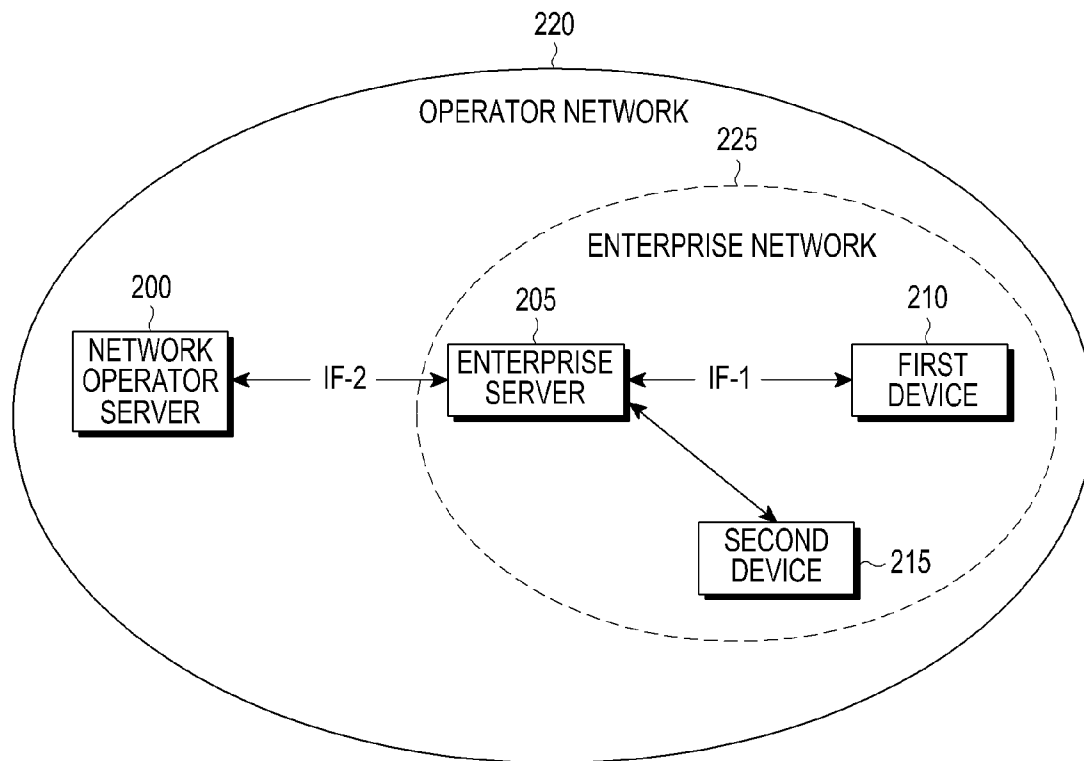 220
OPERATOR NETWORK
225
ENTERPRISE NETWORK
200
NETWORK
OPERATOR
SERVER
IF-2
205
ENTERPRISE
SERVER
IF-1
210
FIRST
DEVICE
SECOND
DEVICE
215